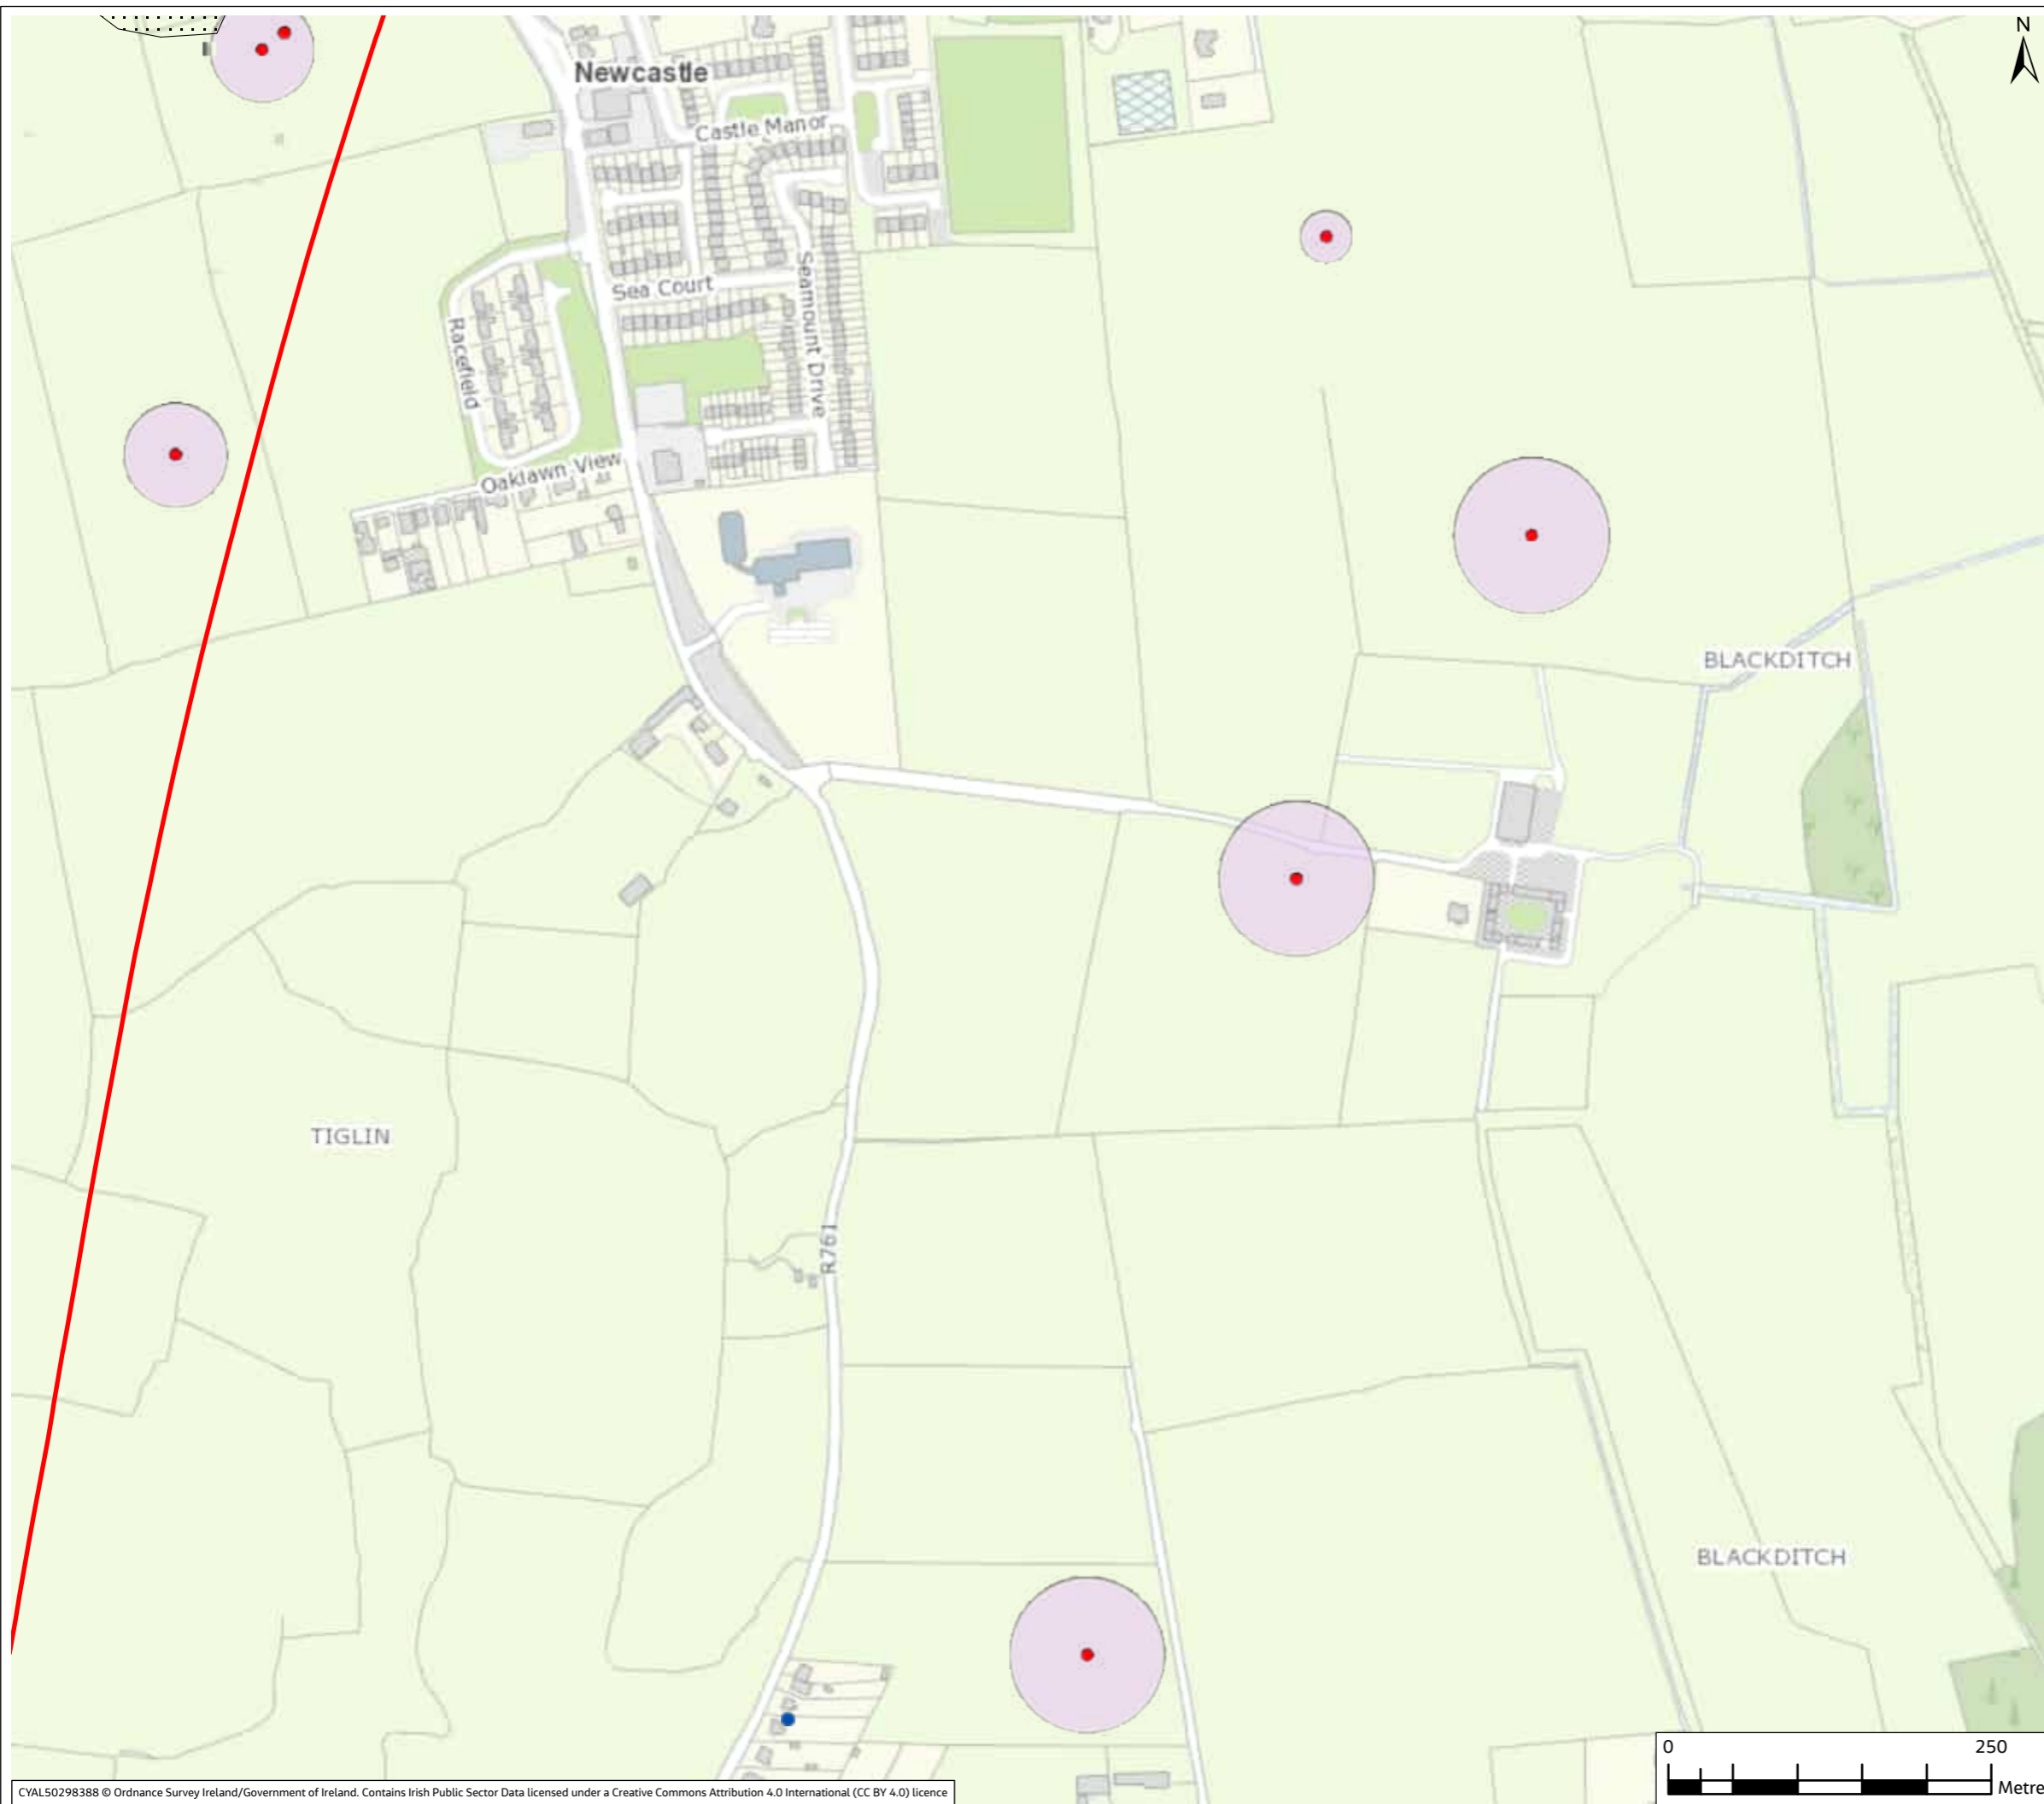 N
Newcastle
Castle Manor
Sea Court
Seamount Drive
Racefield
Oaklawn View
BLACKDITCH
TIGLIN
R761
BLACKDITCH
0 250
Metre
CYAL50298388 © Ordnance Survey Ireland/Government of Ireland. Contains Irish Public Sector Data licensed under a Creative Commons Attribution 4.0 International (CC BY 4.0) licence